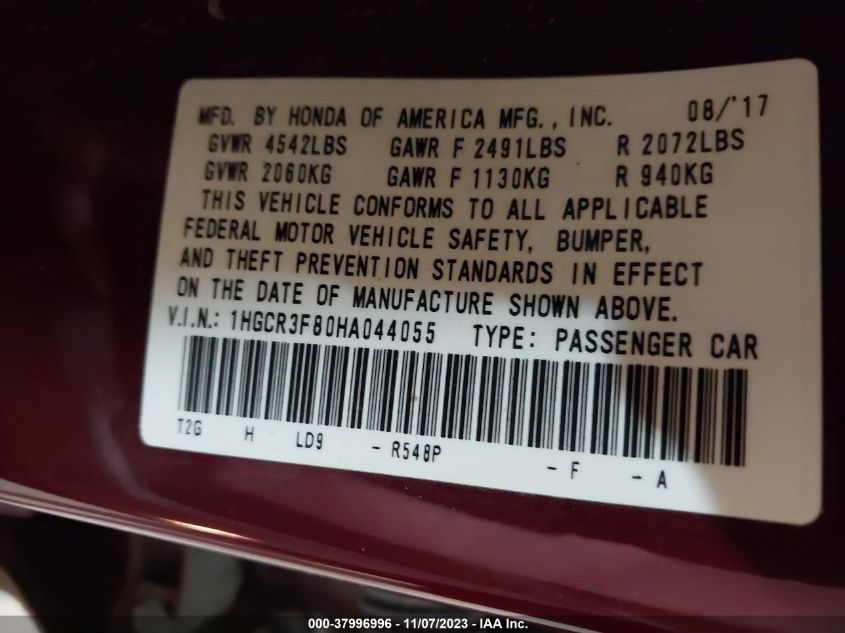 MFD. BY HONDA OF AMERICA MFG., INC. 08/'17
GVWR 4542LBS GAWR F 2491LBS R 2072LBS
GVWR 2060KG GAWR F 1130KG R 940KG
THIS VEHICLE CONFORMS TO ALL APPLICABLE
FEDERAL MOTOR VEHICLE SAFETY, BUMPER,
AND THEFT PREVENTION STANDARDS IN EFFECT
ON THE DATE OF MANUFACTURE SHOWN ABOVE.
V.I.N.: 1HGCR3F80HA044055 TYPE: PASSENGER CAR
T2G H LD9 - R548P - F - A
000-37996996 — 11/07/2023 - IAA Inc.